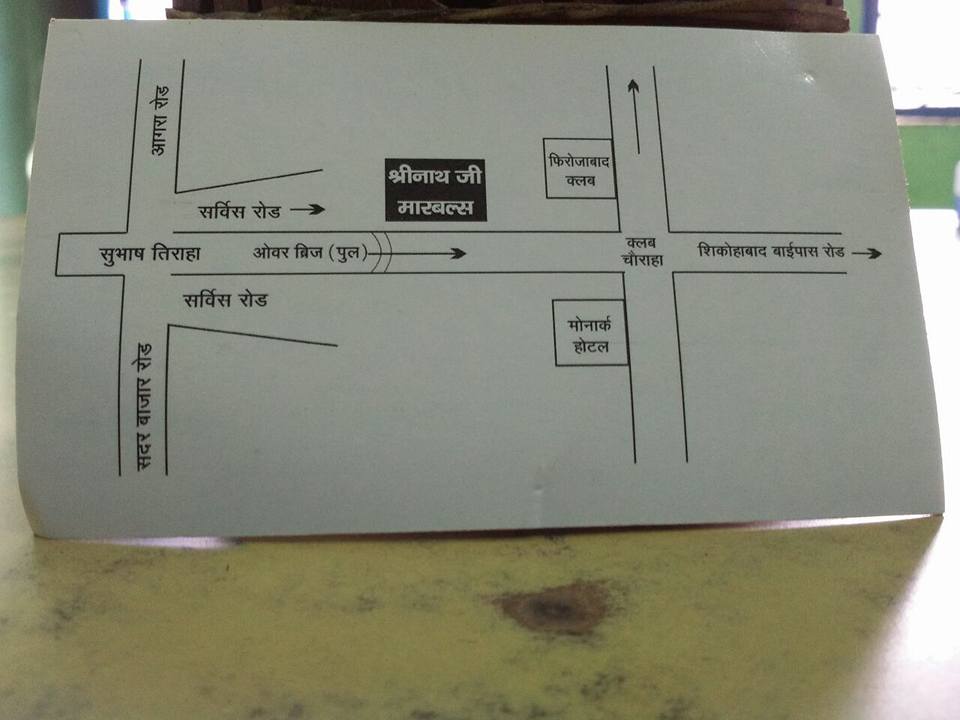 आगरा रोड
श्रीनाथ जी
मारबल्स
फिरोजाबाद
क्लब
सर्विस रोड
सुभाष तिराहा
ओवर ब्रिज (पुल)
क्लब
चौराहा
शिकोहाबाद बाईपास रोड
सर्विस रोड
मोनार्क
होटल
सदर बाजार रोड